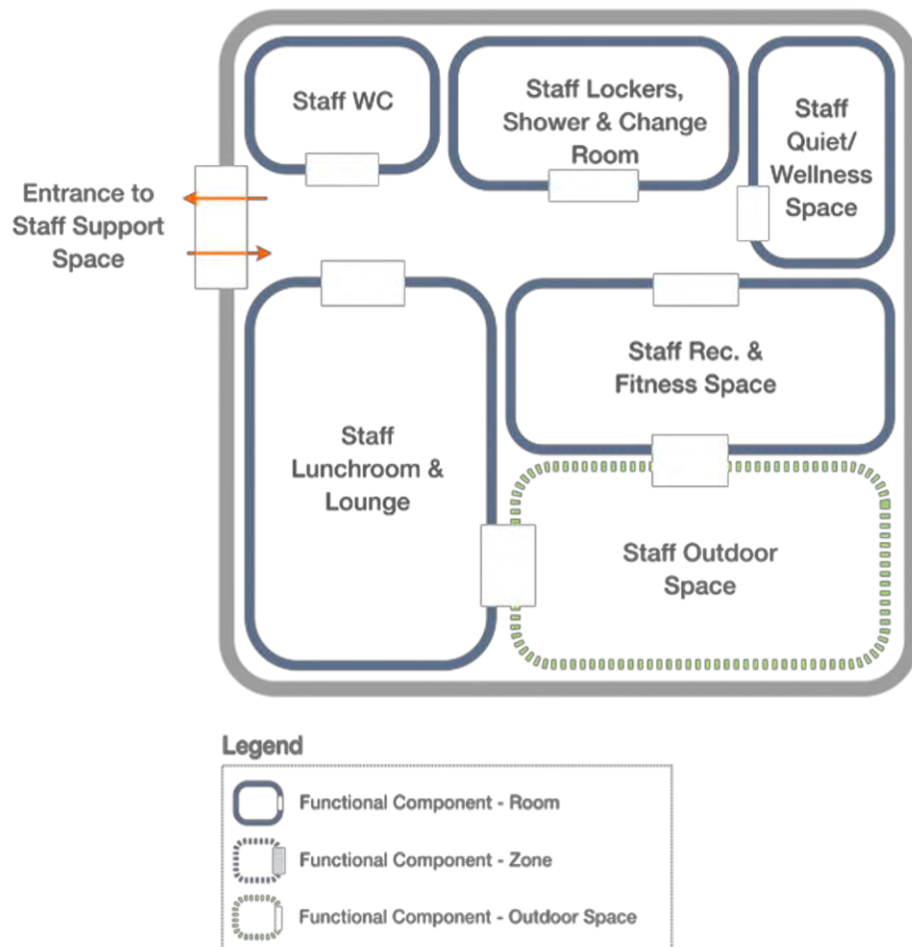 Staff WC
Staff Lockers,
Shower & Change
Room
Staff
Quiet/
Wellness
Space
Entrance to
Staff Support
Space
Staff Rec. &
Fitness Space
Staff
Lunchroom &
Lounge
Staff Outdoor
Space
Legend
Functional Component - Room
Functional Component - Zone
Functional Component - Outdoor Space